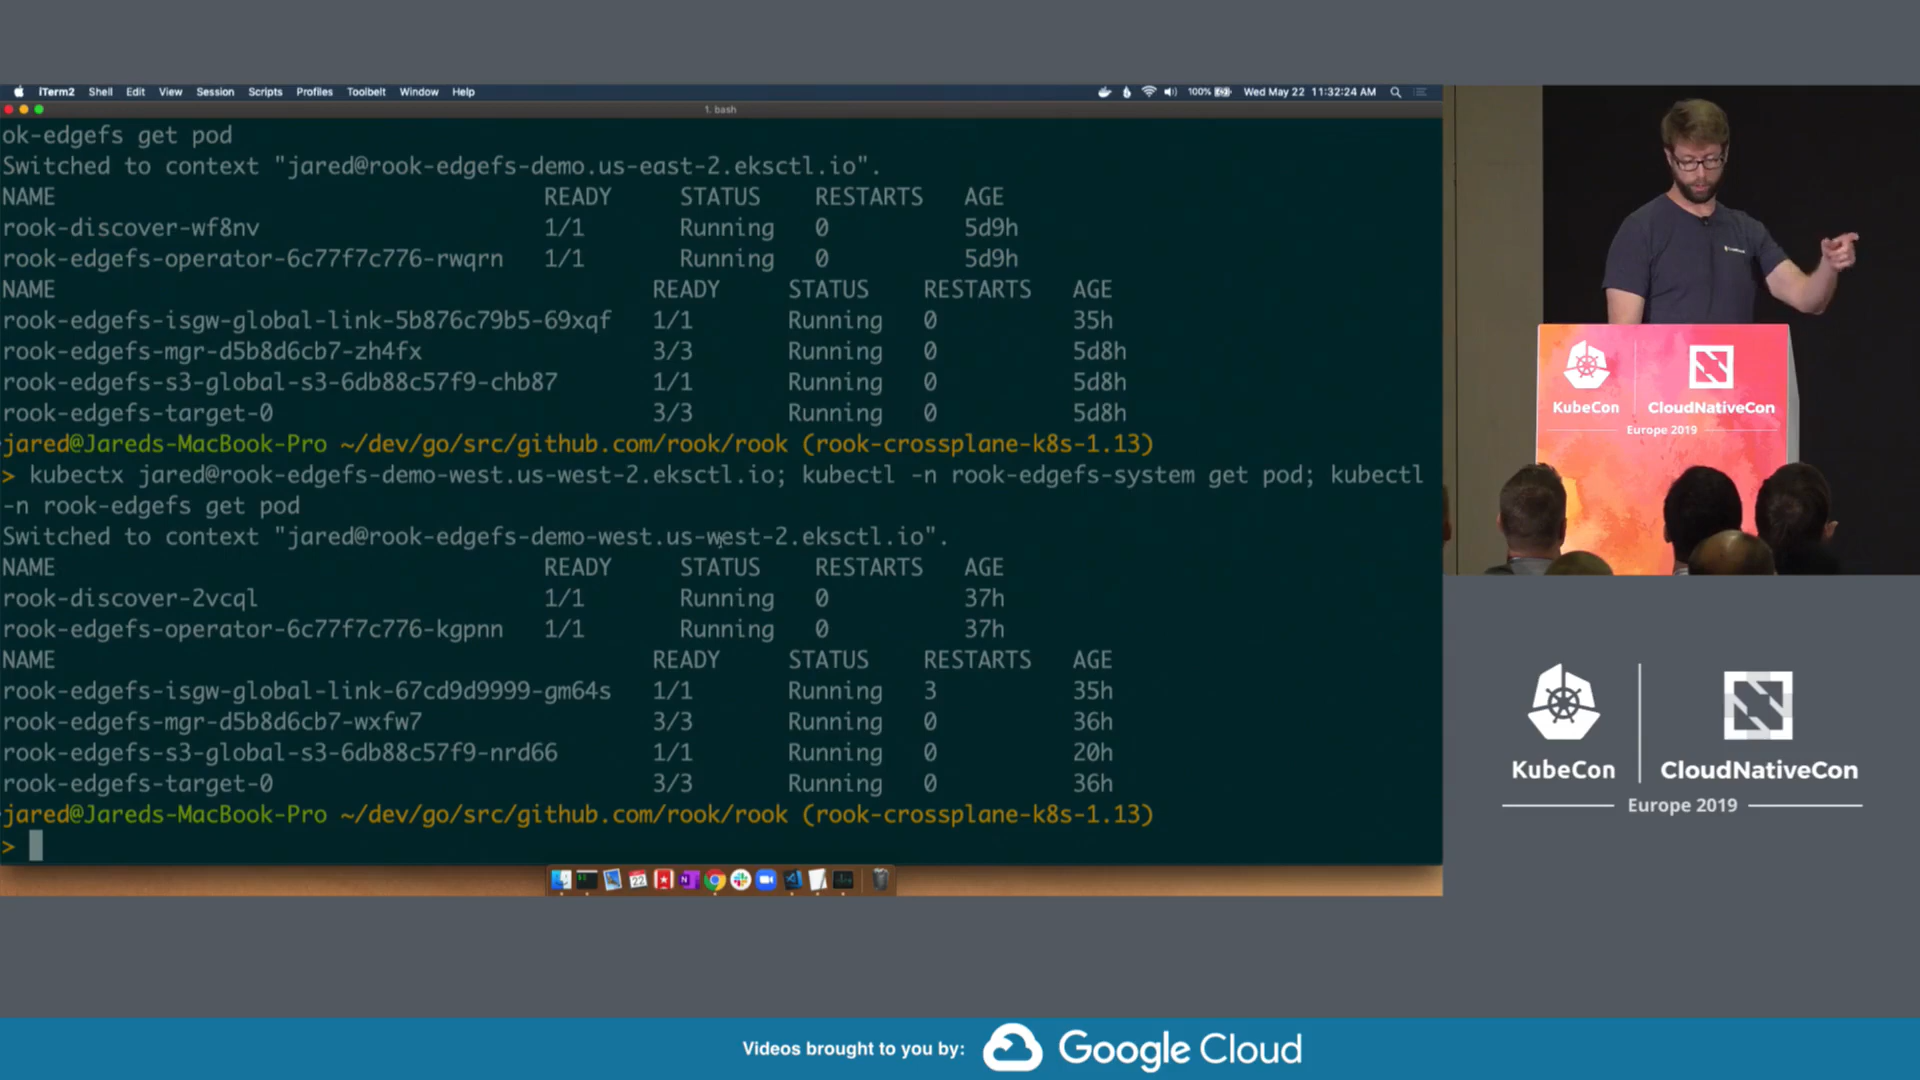 iTerm2 Shell Edit View Session Scripts Profiles Toolbelt Window Help 100% Wed May 22 11:32:24 AM
1. bash
ok-edgefs get pod
Switched to context "jared@rook-edgefs-demo.us-east-2.eksctl.io".
NAME READY STATUS RESTARTS AGE
rook-discover-wf8nv 1/1 Running 0 5d9h
rook-edgefs-operator-6c77f7c776-rwqrn 1/1 Running 0 5d9h
NAME READY STATUS RESTARTS AGE
rook-edgefs-isgw-global-link-5b876c79b5-69xqf 1/1 Running 0 35h
rook-edgefs-mgr-d5b8d6cb7-zh4fx 3/3 Running 0 5d8h
rook-edgefs-s3-global-s3-6db88c57f9-chb87 1/1 Running 0 5d8h
rook-edgefs-target-0 3/3 Running 0 5d8h
jared@Jareds-MacBook-Pro ~/dev/go/src/github.com/rook/rook (rook-crossplane-k8s-1.13)
> kubectx jared@rook-edgefs-demo-west.us-west-2.eksctl.io; kubectl -n rook-edgefs-system get pod; kubectl
-n rook-edgefs get pod
Switched to context "jared@rook-edgefs-demo-west.us-west-2.eksctl.io".
NAME READY STATUS RESTARTS AGE
rook-discover-2vcql 1/1 Running 0 37h
rook-edgefs-operator-6c77f7c776-kgpnn 1/1 Running 0 37h
NAME READY STATUS RESTARTS AGE
rook-edgefs-isgw-global-link-67cd9d9999-gm64s 1/1 Running 3 35h
rook-edgefs-mgr-d5b8d6cb7-wxfw7 3/3 Running 0 36h
rook-edgefs-s3-global-s3-6db88c57f9-nrd66 1/1 Running 0 20h
rook-edgefs-target-0 3/3 Running 0 36h
jared@Jareds-MacBook-Pro ~/dev/go/src/github.com/rook/rook (rook-crossplane-k8s-1.13)
>
KubeCon CloudNativeCon
Europe 2019
KubeCon CloudNativeCon
Europe 2019
Videos brought to you by: Google Cloud